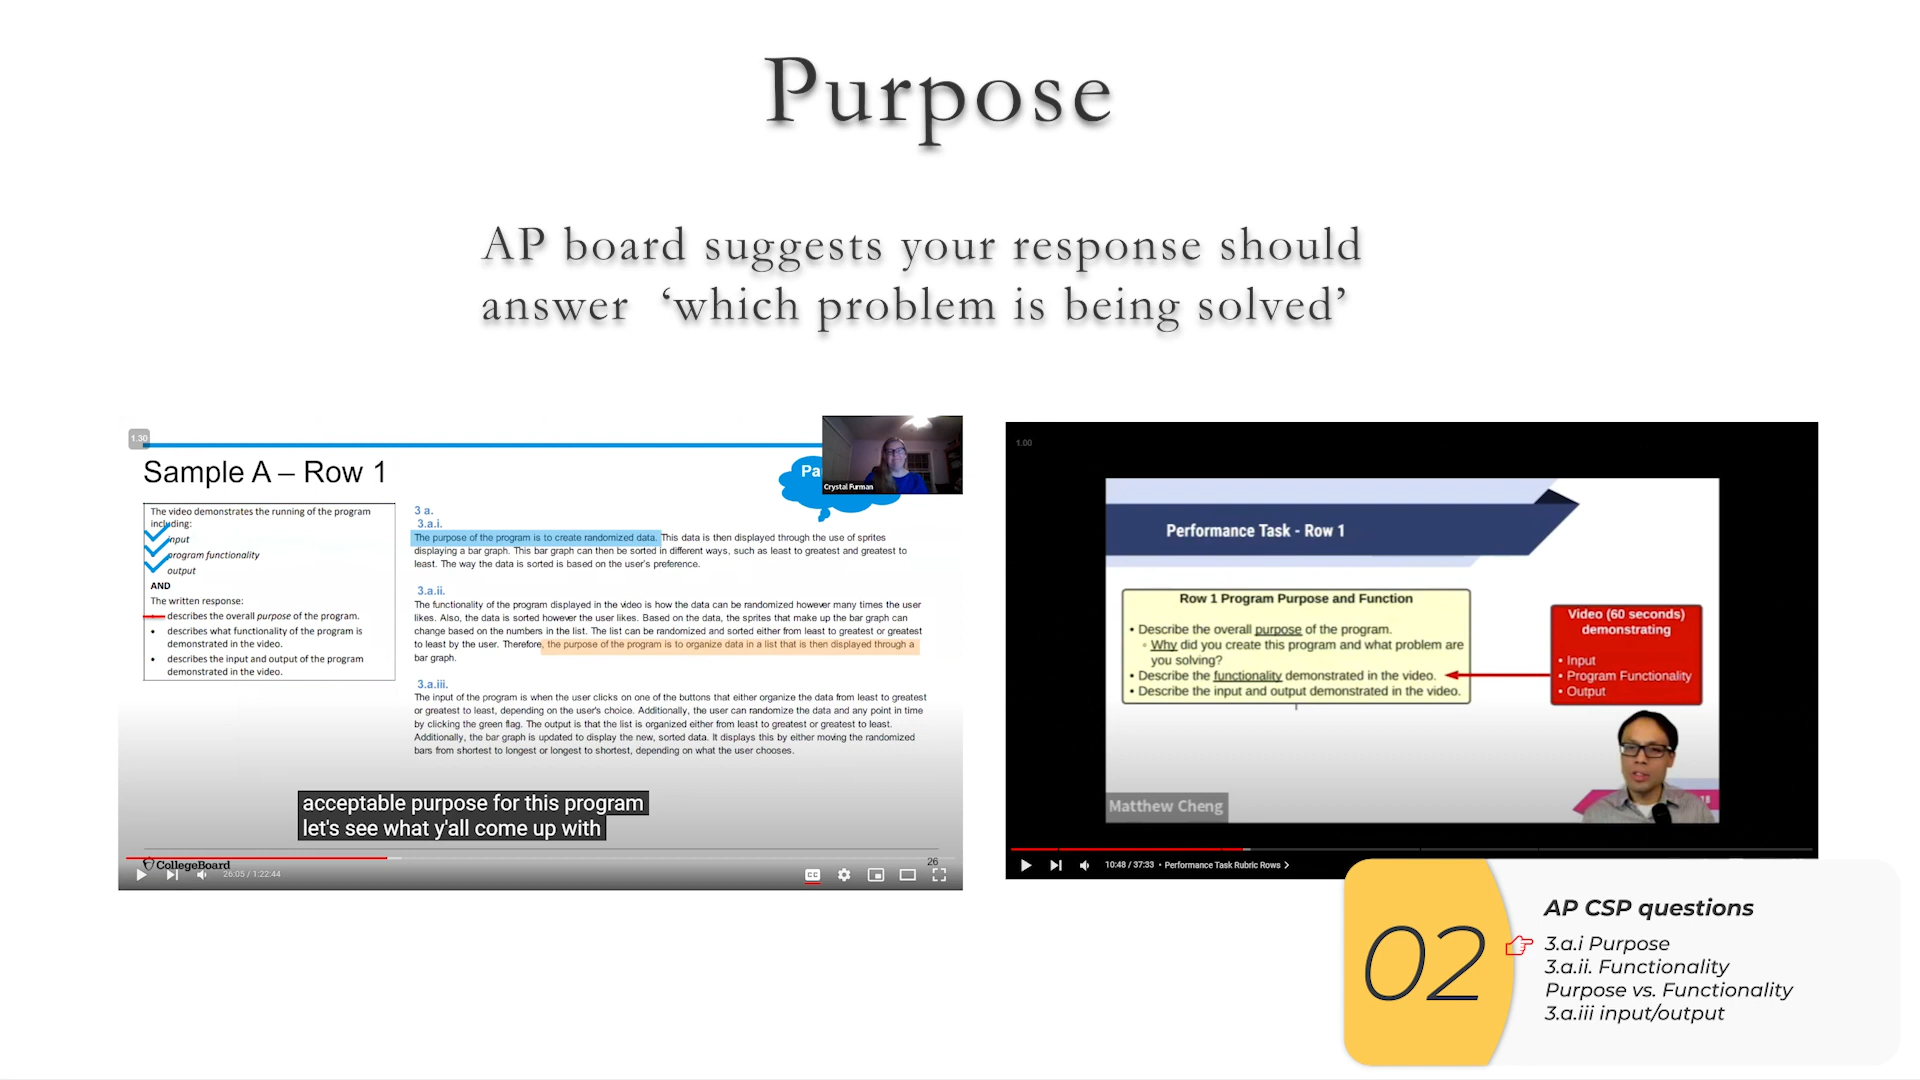 Purpose
AP board suggests your response should
answer ‘which problem is being solved’
1.30
Sample A – Row 1
Crystal Furman
The video demonstrates the running of the program
including:
input
program functionality
output
AND
The written response:
describes the overall purpose of the program.
• describes what functionality of the program is
demonstrated in the video.
• describes the input and output of the program
demonstrated in the video.
3 a.
3.a.i.
The purpose of the program is to create randomized data. This data is then displayed through the use of sprites
displaying a bar graph. This bar graph can then be sorted in different ways, such as least to greatest and greatest to
least. The way the data is sorted is based on the user's preference.
3.a.ii.
The functionality of the program displayed in the video is how the data can be randomized however many times the user
likes. Also, the data is sorted however the user likes. Based on the data, the sprites that make up the bar graph can
change based on the numbers in the list. The list can be randomized and sorted either from least to greatest or greatest
to least by the user. Therefore, the purpose of the program is to organize data in a list that is then displayed through a
bar graph.
3.a.iii.
The input of the program is when the user clicks on one of the buttons that either organize the data from least to greatest
or greatest to least, depending on the user's choice. Additionally, the user can randomize the data and any point in time
by clicking the green flag. The output is that the list is organized either from least to greatest or greatest to least.
Additionally, the bar graph is updated to display the new, sorted data. It displays this by either moving the randomized
bars from shortest to longest or longest to shortest, depending on what the user chooses.
acceptable purpose for this program
let's see what y'all come up with
CollegeBoard
26
26:05 / 1:22:44
CC
1.00
Performance Task - Row 1
Row 1 Program Purpose and Function
• Describe the overall purpose of the program.
◦ Why did you create this program and what problem are
you solving?
• Describe the functionality demonstrated in the video.
• Describe the input and output demonstrated in the video.
Video (60 seconds)
demonstrating
• Input
• Program Functionality
• Output
Matthew Cheng
10:48 / 37:33 • Performance Task Rubric Rows
02
AP CSP questions
3.a.i Purpose
3.a.ii. Functionality
Purpose vs. Functionality
3.a.iii input/output